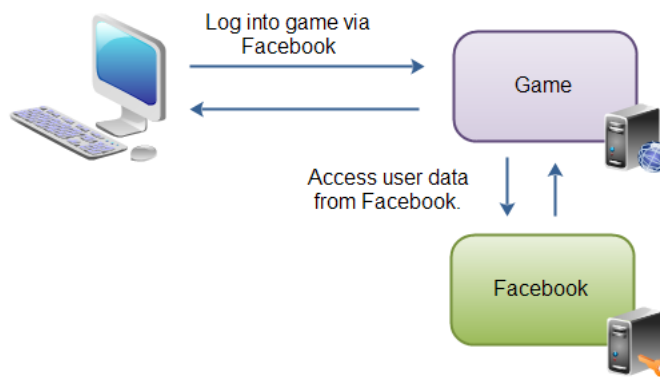 Log into game via
Facebook
Game
Access user data
from Facebook.
Facebook